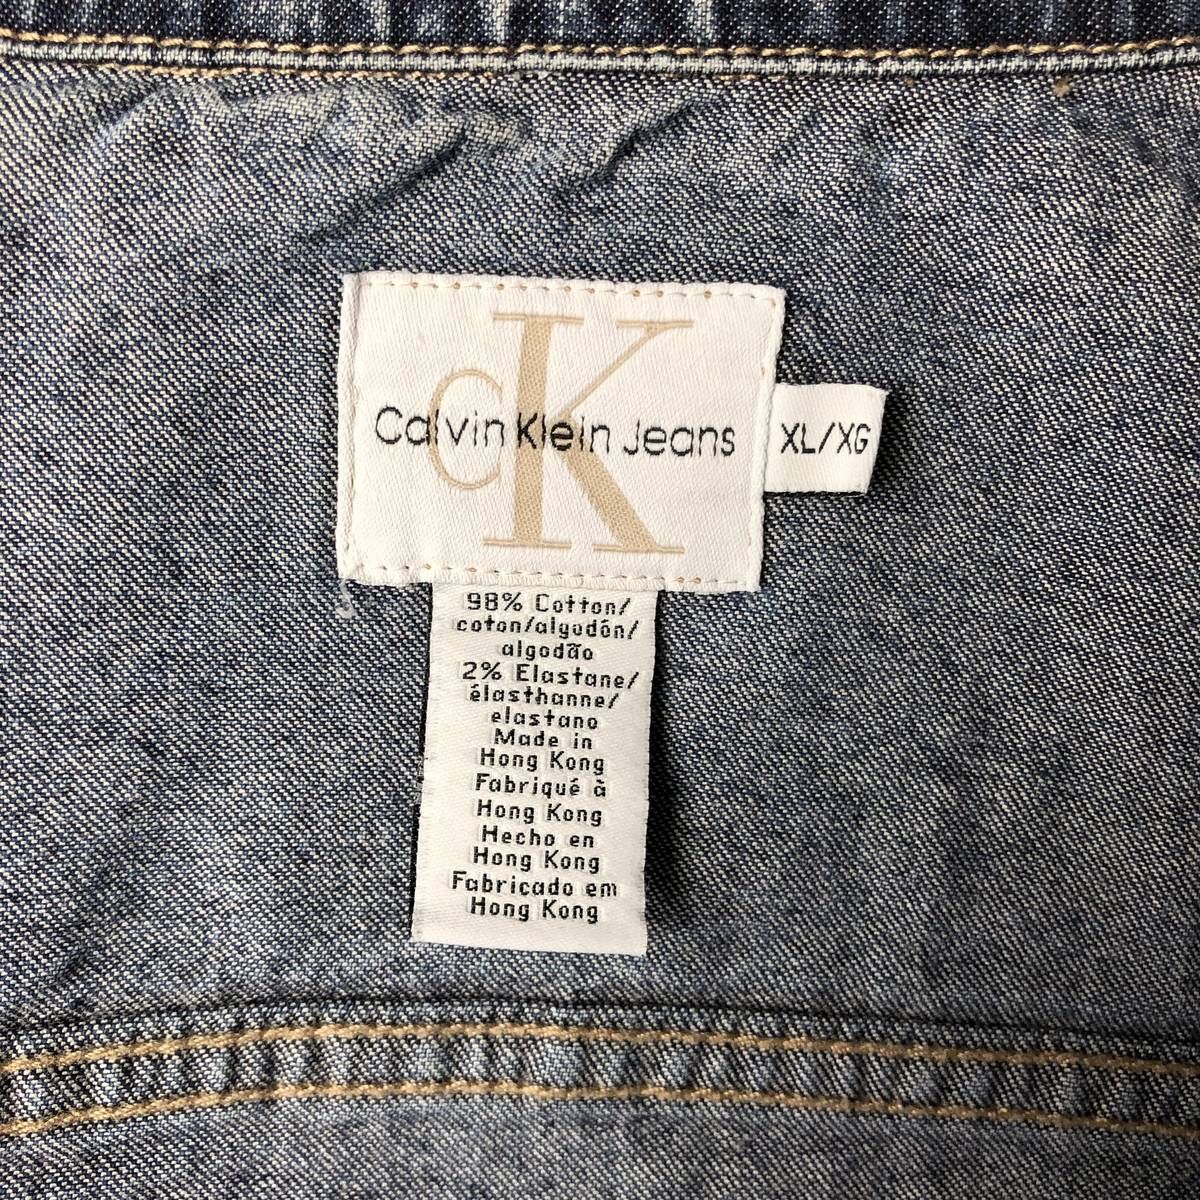 cK
Calvin Klein Jeans
XL/XG
98% Cotton/
coton/algodón/
algodão
2% Elastane/
élasthanne/
elastano
Made in
Hong Kong
Fabriqué à
Hong Kong
Hecho en
Hong Kong
Fabricado em
Hong Kong